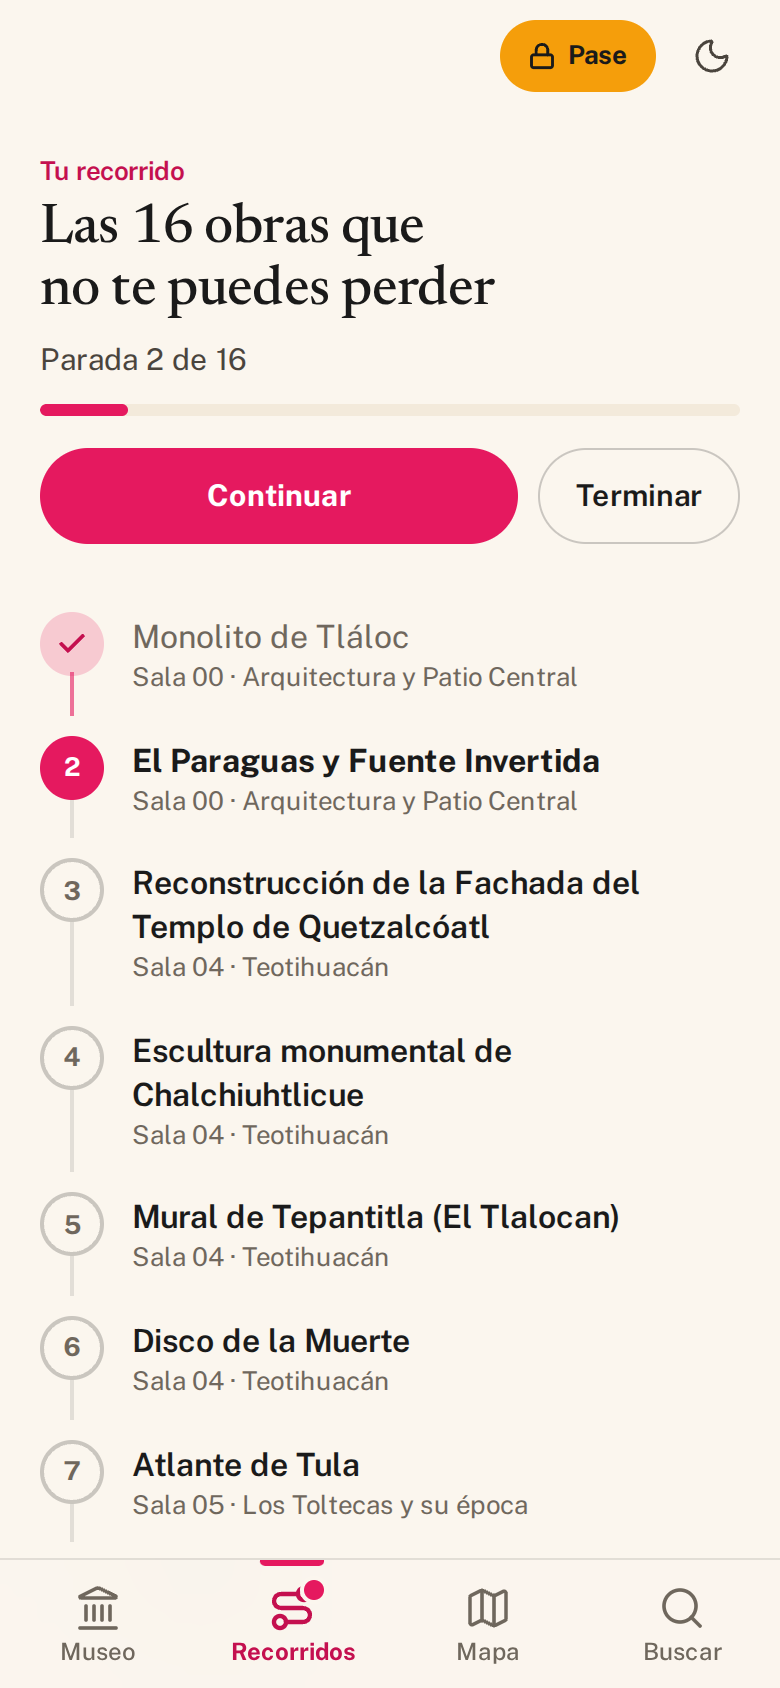 Pase
Tu recorrido
Las 16 obras que
no te puedes perder
Parada 2 de 16
Continuar
Terminar
Monolito de Tláloc
Sala 00 · Arquitectura y Patio Central
2
El Paraguas y Fuente Invertida
Sala 00 · Arquitectura y Patio Central
3
Reconstrucción de la Fachada del
Templo de Quetzalcóatl
Sala 04 · Teotihuacán
4
Escultura monumental de
Chalchiuhtlicue
Sala 04 · Teotihuacán
5
Mural de Tepantitla (El Tlalocan)
Sala 04 · Teotihuacán
6
Disco de la Muerte
Sala 04 · Teotihuacán
7
Atlante de Tula
Sala 05 · Los Toltecas y su época
Museo
Recorridos
Mapa
Buscar